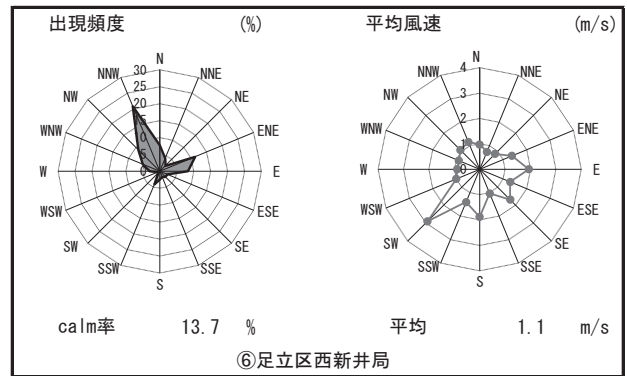 出現頻度 (%) 平均風速 (m/s)
N N
NNW NNE NNW NNE
NW NE NW NE
WNW ENE WNW ENE
W E W E
WSW ESE WSW ESE
SW SE SW SE
SSW SSE SSW SSE
S S
30
25
20
15
10
5
0
4
3
2
1
0
calm率 13.7 % 平均 1.1 m/s
⑥足立区西新井局